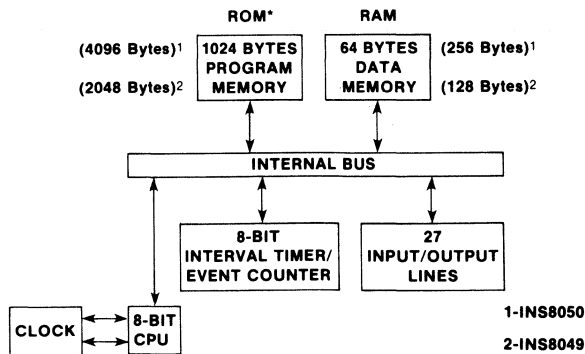 ROM*
RAM
(4096 Bytes)1
1024 BYTES
PROGRAM
MEMORY
(2048 Bytes)2
64 BYTES
DATA
MEMORY
(256 Bytes)1
(128 Bytes)2
INTERNAL BUS
8-BIT
INTERVAL TIMER/
EVENT COUNTER
27
INPUT/OUTPUT
LINES
CLOCK
8-BIT
CPU
1-INS8050
2-INS8049